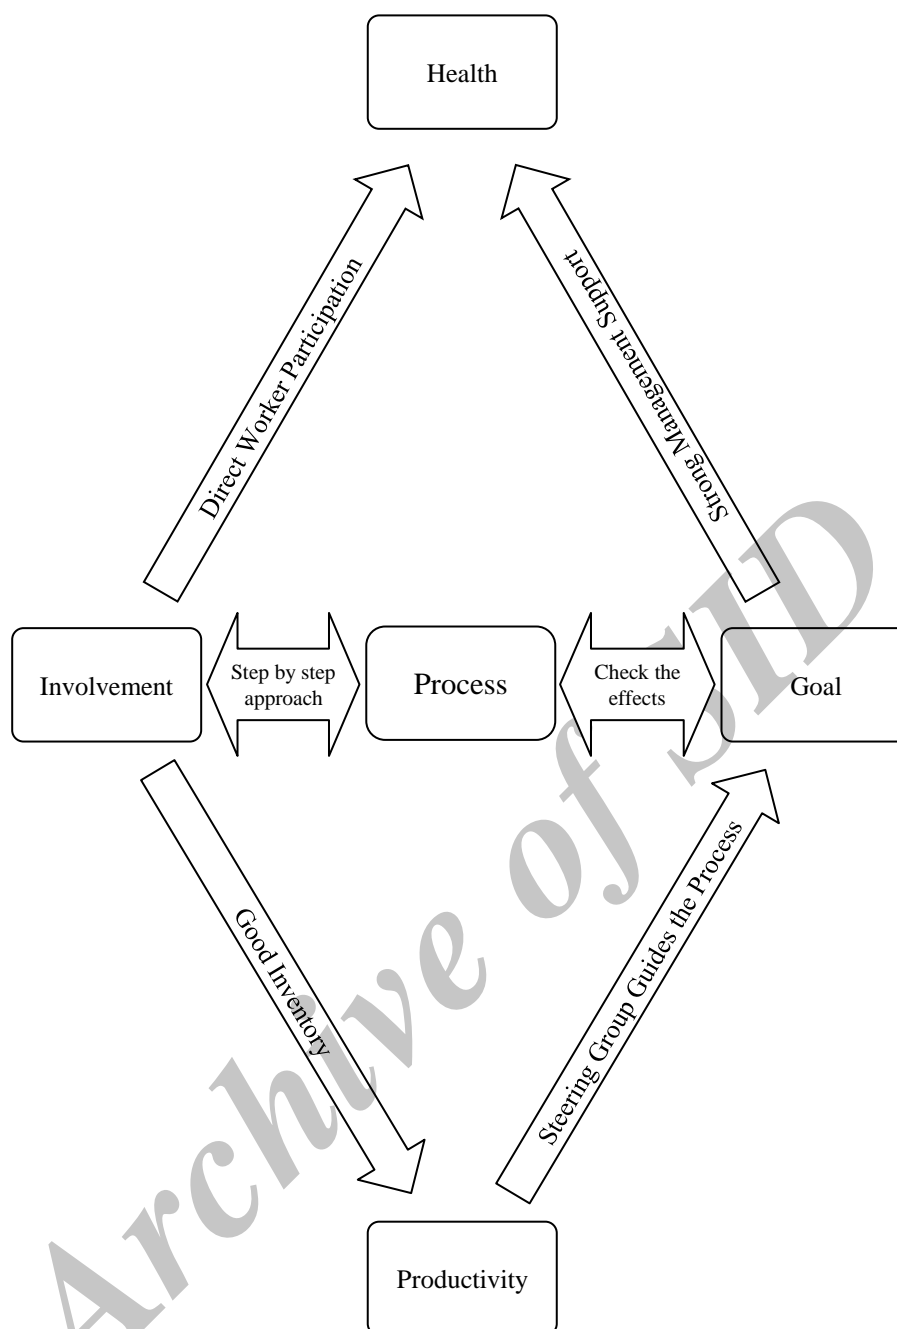 Health
Direct Worker Participation
Strong Management Support
Involvement
Step by step
approach
Process
Check the
effects
Goal
Good Inventory
Steering Group Guides the Process
Productivity
Archive of SID